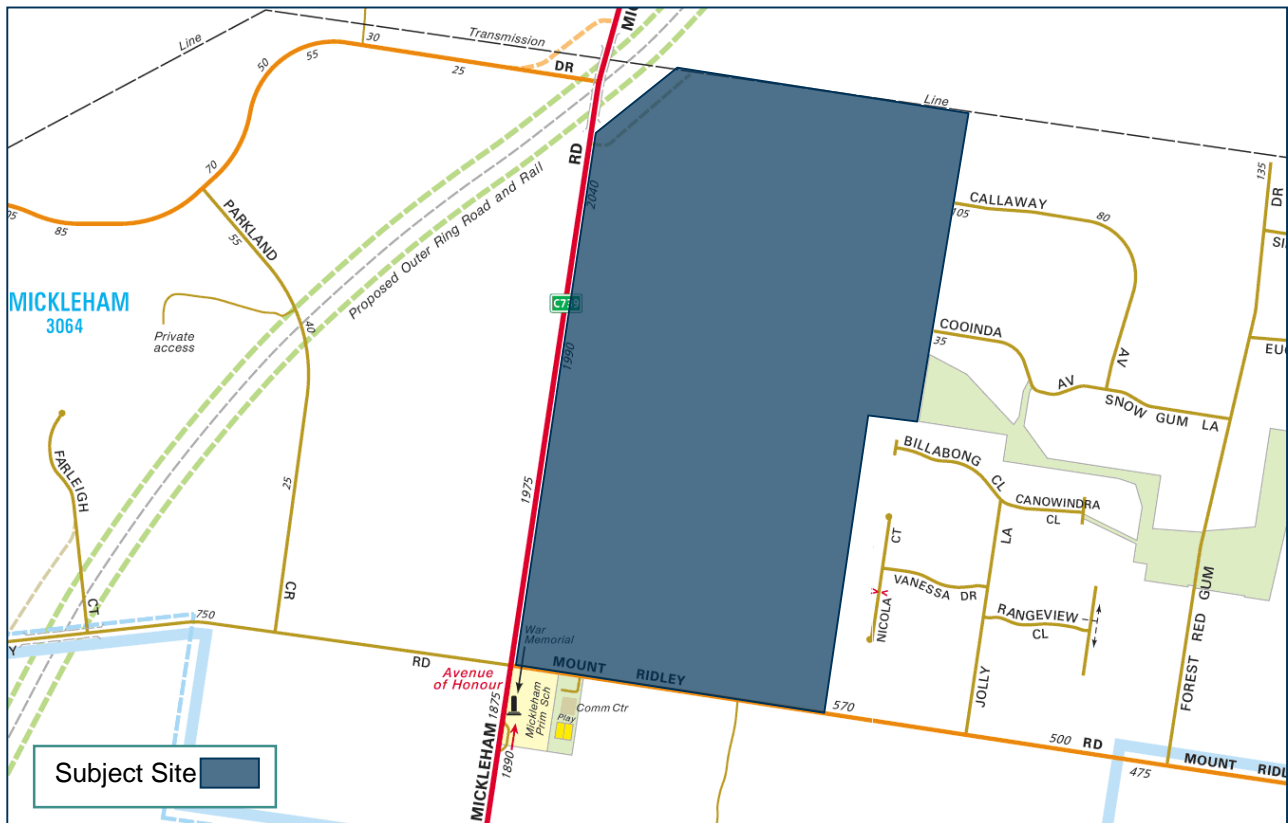 MIC
Transmission
Line
30
55
50
25
DR
Line
70
RD
135
DR
PARKLAND
55
85
2040
CALLAWAY
105
80
Proposed Outer Ring Road and Rail
MICKLEHAM
3064
C739
40
Private
access
COOINDA
35
1990
AV
AV
SNOW GUM LA
BILLABONG
CL
FARLEIGH
25
1975
CANOWINDRA
CL
CT
LA
VANESSA DR
RANGEVIEW
CL
NICOLA
FOREST RED GUM
CT
CR
750
Y
War
Memorial
RD
MOUNT RIDLEY
Avenue
of Honour
JOLLY
1875
Mickleham
Prim Sch
Comm Ctr
Play
570
500
RD
475
MOUNT RIDL
1890
MICKLEHAM
Subject Site